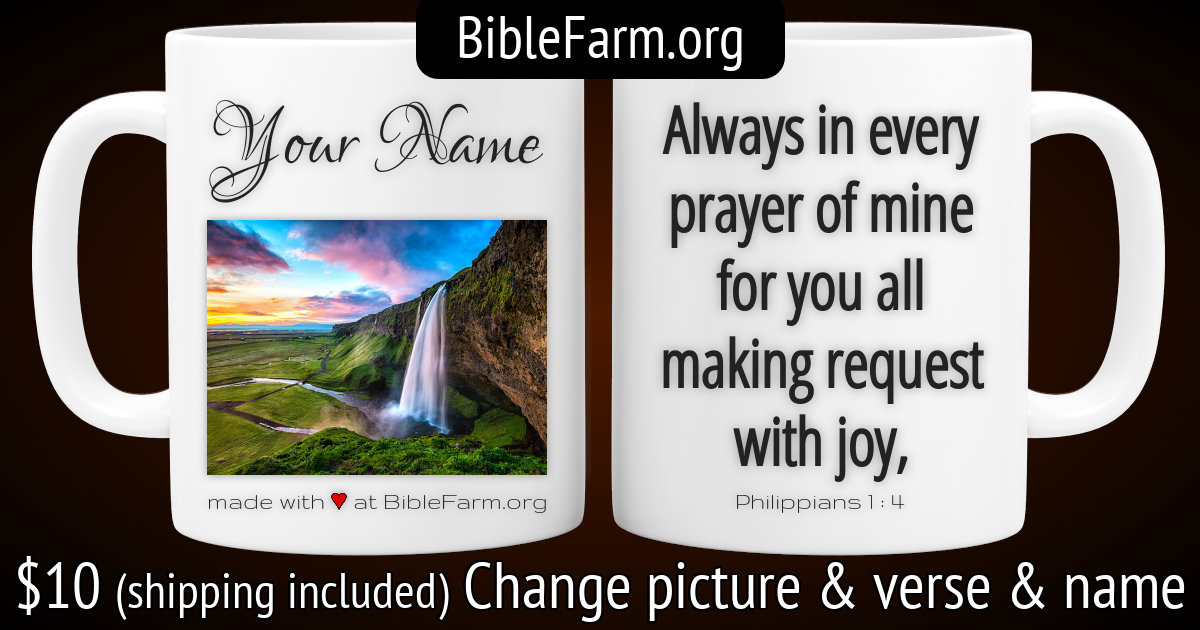 BibleFarm.org
Your Name
made with ♥ at BibleFarm.org
Always in every
prayer of mine
for you all
making request
with joy,
Philippians 1 : 4
$10 (shipping included) Change picture & verse & name